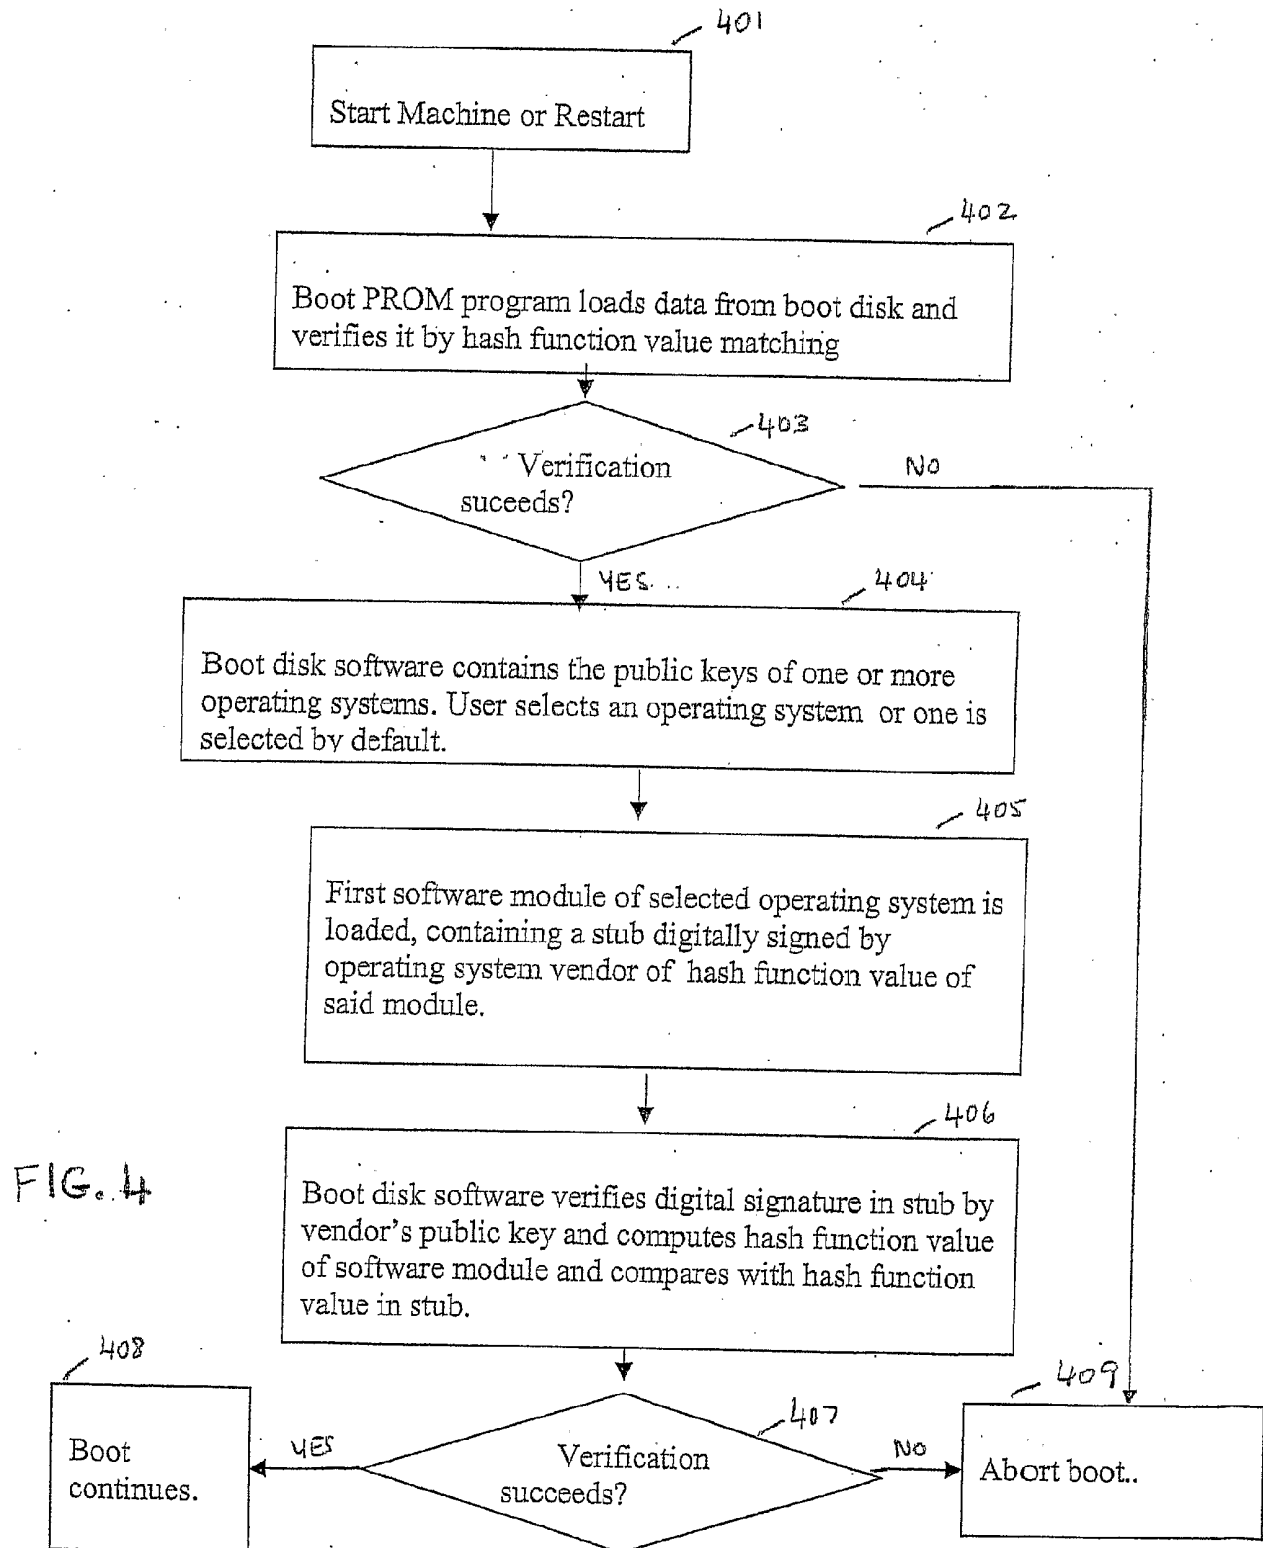 401
Start Machine or Restart
402
Boot PROM program loads data from boot disk and
verifies it by hash function value matching
403
Verification
suceeds?
NO
YES
404
Boot disk software contains the public keys of one or more
operating systems. User selects an operating system or one is
selected by default.
405
First software module of selected operating system is
loaded, containing a stub digitally signed by
operating system vendor of hash function value of
said module.
406
Boot disk software verifies digital signature in stub by
vendor's public key and computes hash function value
of software module and compares with hash function
value in stub.
FIG. 4
408
Boot
continues.
YES
407
Verification
succeeds?
NO
409
Abort boot..